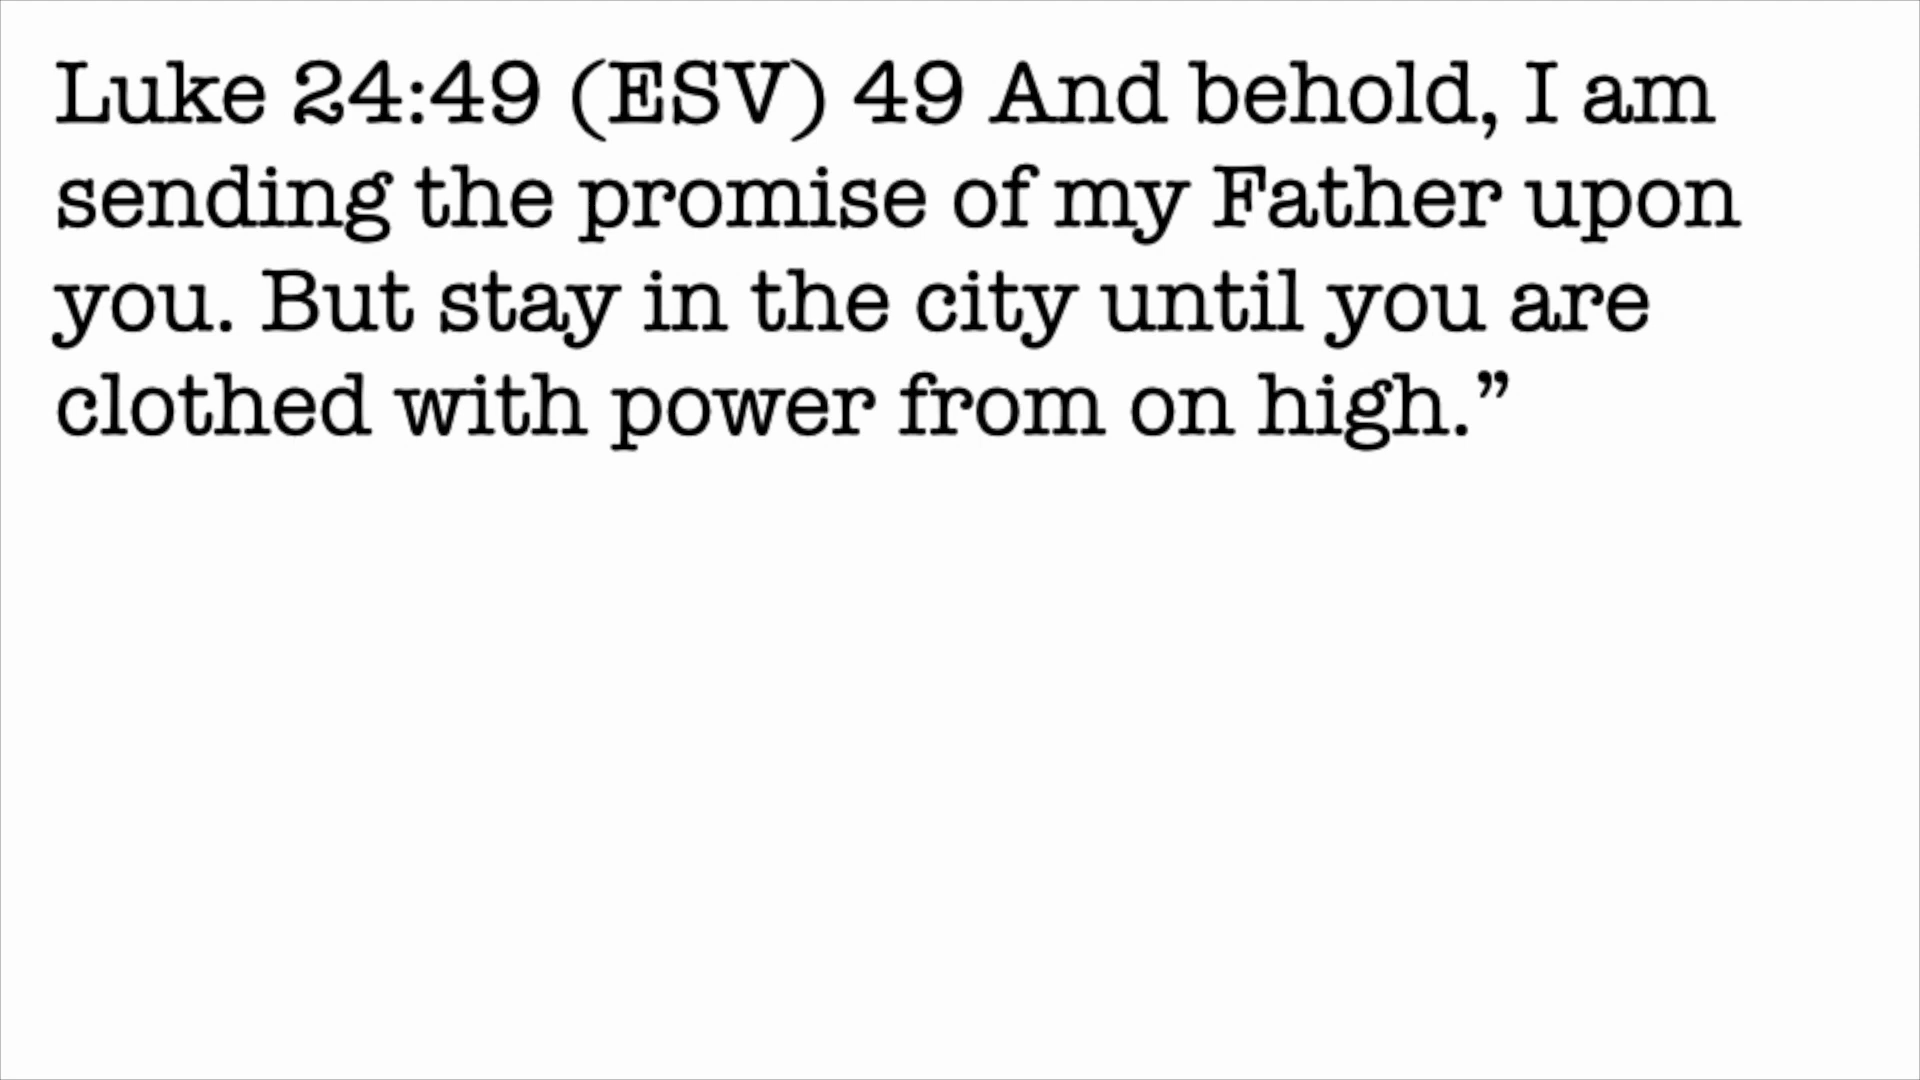 Luke 24:49 (ESV) 49 And behold, I am
sending the promise of my Father upon
you. But stay in the city until you are
clothed with power from on high.”